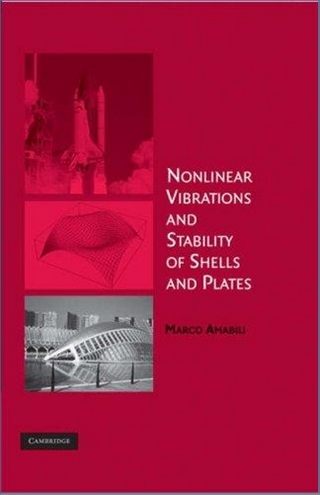 NONLINEAR
VIBRATIONS
AND
STABILITY
OF SHELLS
AND PLATES
MARCO AMABILI
CAMBRIDGE